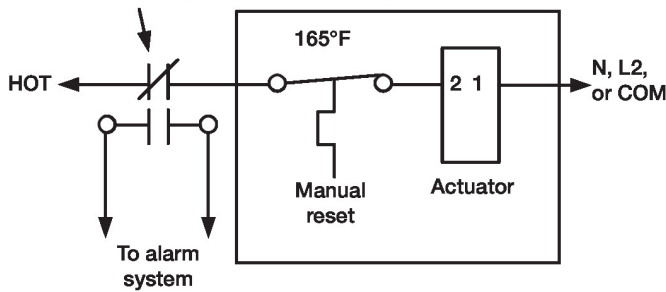 165°F
HOT
2 1
N, L2,
or COM
Manual
reset
Actuator
To alarm
system